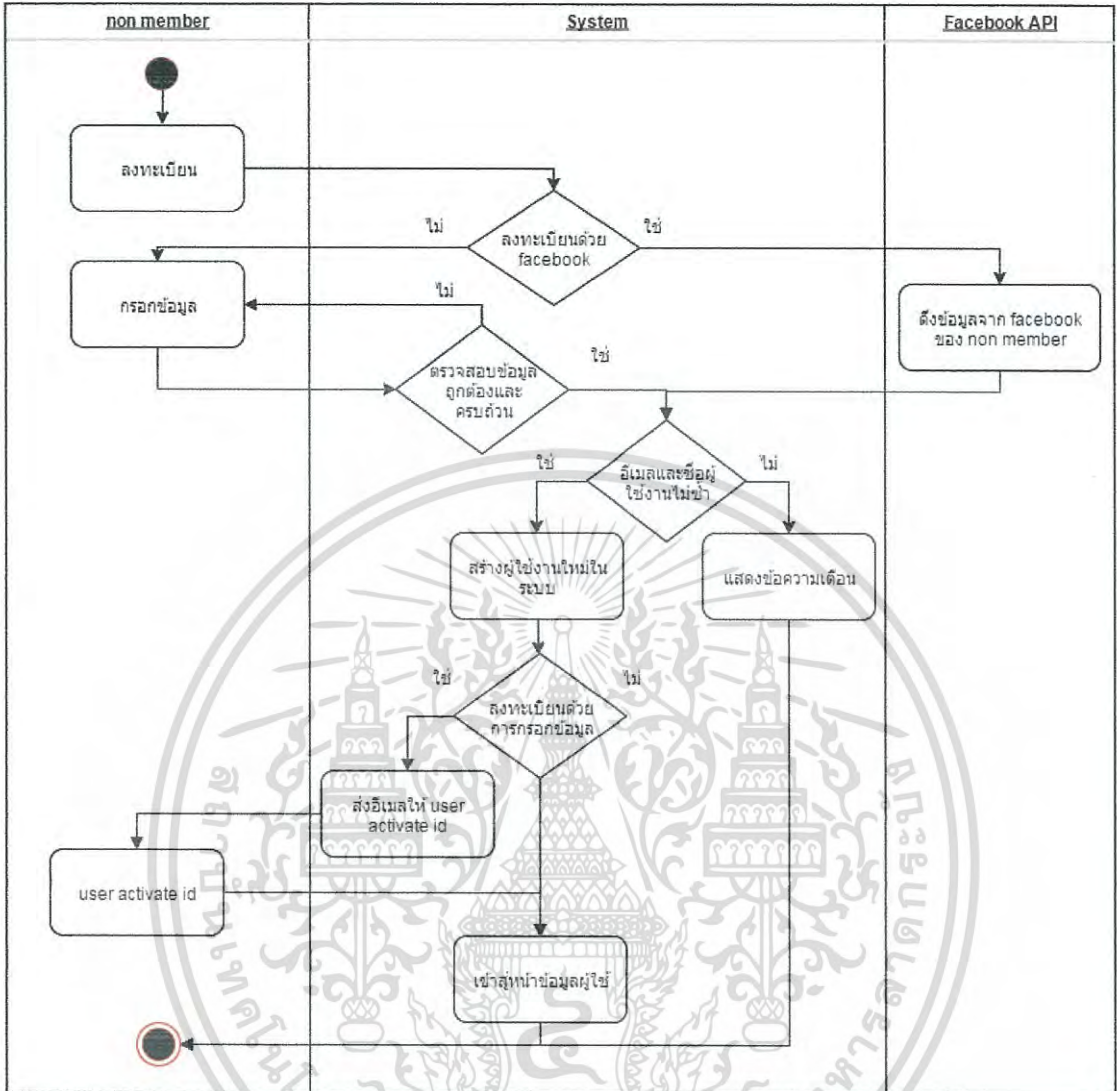 non member
System
Facebook API
ลงทะเบียน
ไม่
ลงทะเบียนด้วย
facebook
ใช่
กรอกข้อมูล
ไม่
ดึงข้อมูลจาก facebook
ของ non member
ตรวจสอบข้อมูล
ถูกต้องและ
ครบถ้วน
ใช่
ใช่
อีเมลและชื่อผู้
ใช้งานไม่ซ้ำ
ไม่
สร้างผู้ใช้งานใหม่ใน
ระบบ
แสดงข้อความเตือน
ใช่
ลงทะเบียนด้วย
การกรอกข้อมูล
ไม่
ส่งอีเมลให้ user
activate id
user activate id
เข้าสู่หน้าข้อมูลผู้ใช้